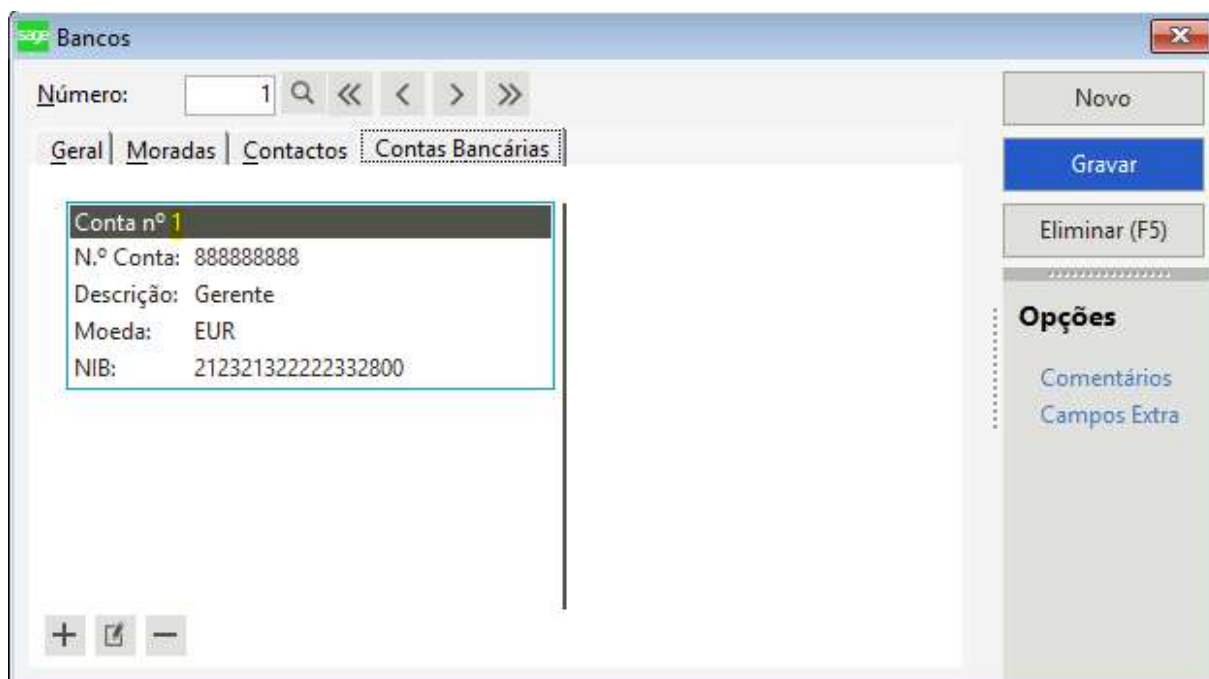 sage Bancos
Número: 1
Novo
Geral Moradas Contactos Contas Bancárias
Gravar
Conta nº 1
Eliminar (F5)
N.º Conta: 888888888
Descrição: Gerente
Opções
Moeda: EUR
NIB: 212321322222332800
Comentários
Campos Extra